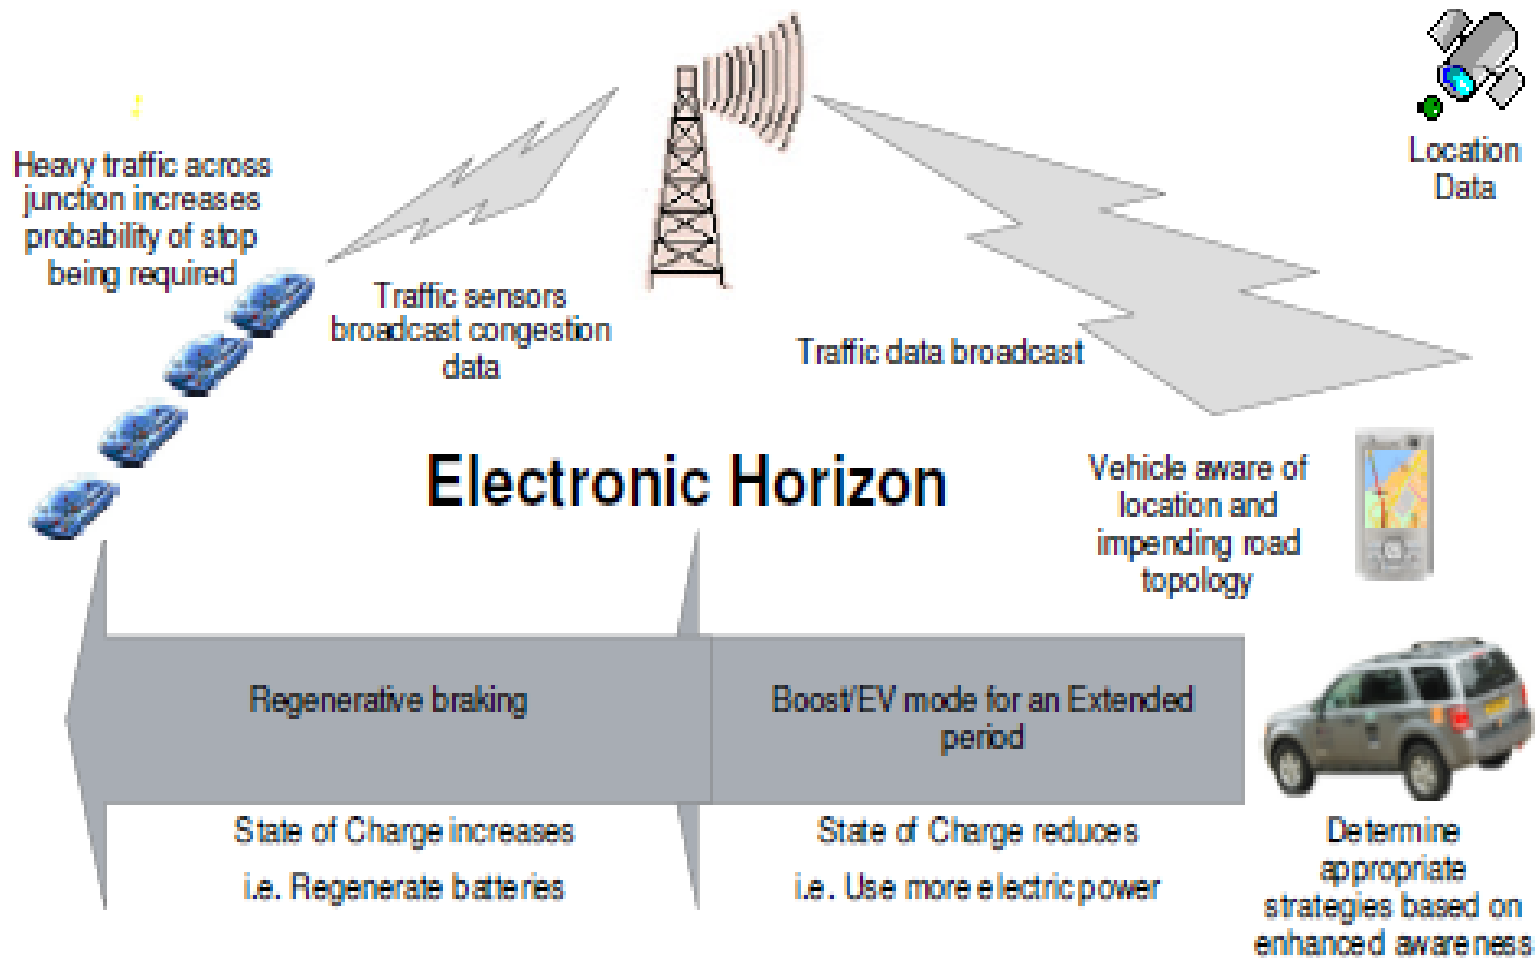 Location
Data
Heavy traffic across
junction increases
probability of stop
being required
Traffic sensors
broadcast congestion
data
Traffic data broadcast
Electronic Horizon
Vehicle aware of
location and
impending road
topology
Regenerative braking
Boost/EV mode for an Extended
period
State of Charge increases
i.e. Regenerate batteries
State of Charge reduces
i.e. Use more electric power
Determine
appropriate
strategies based on
enhanced awareness